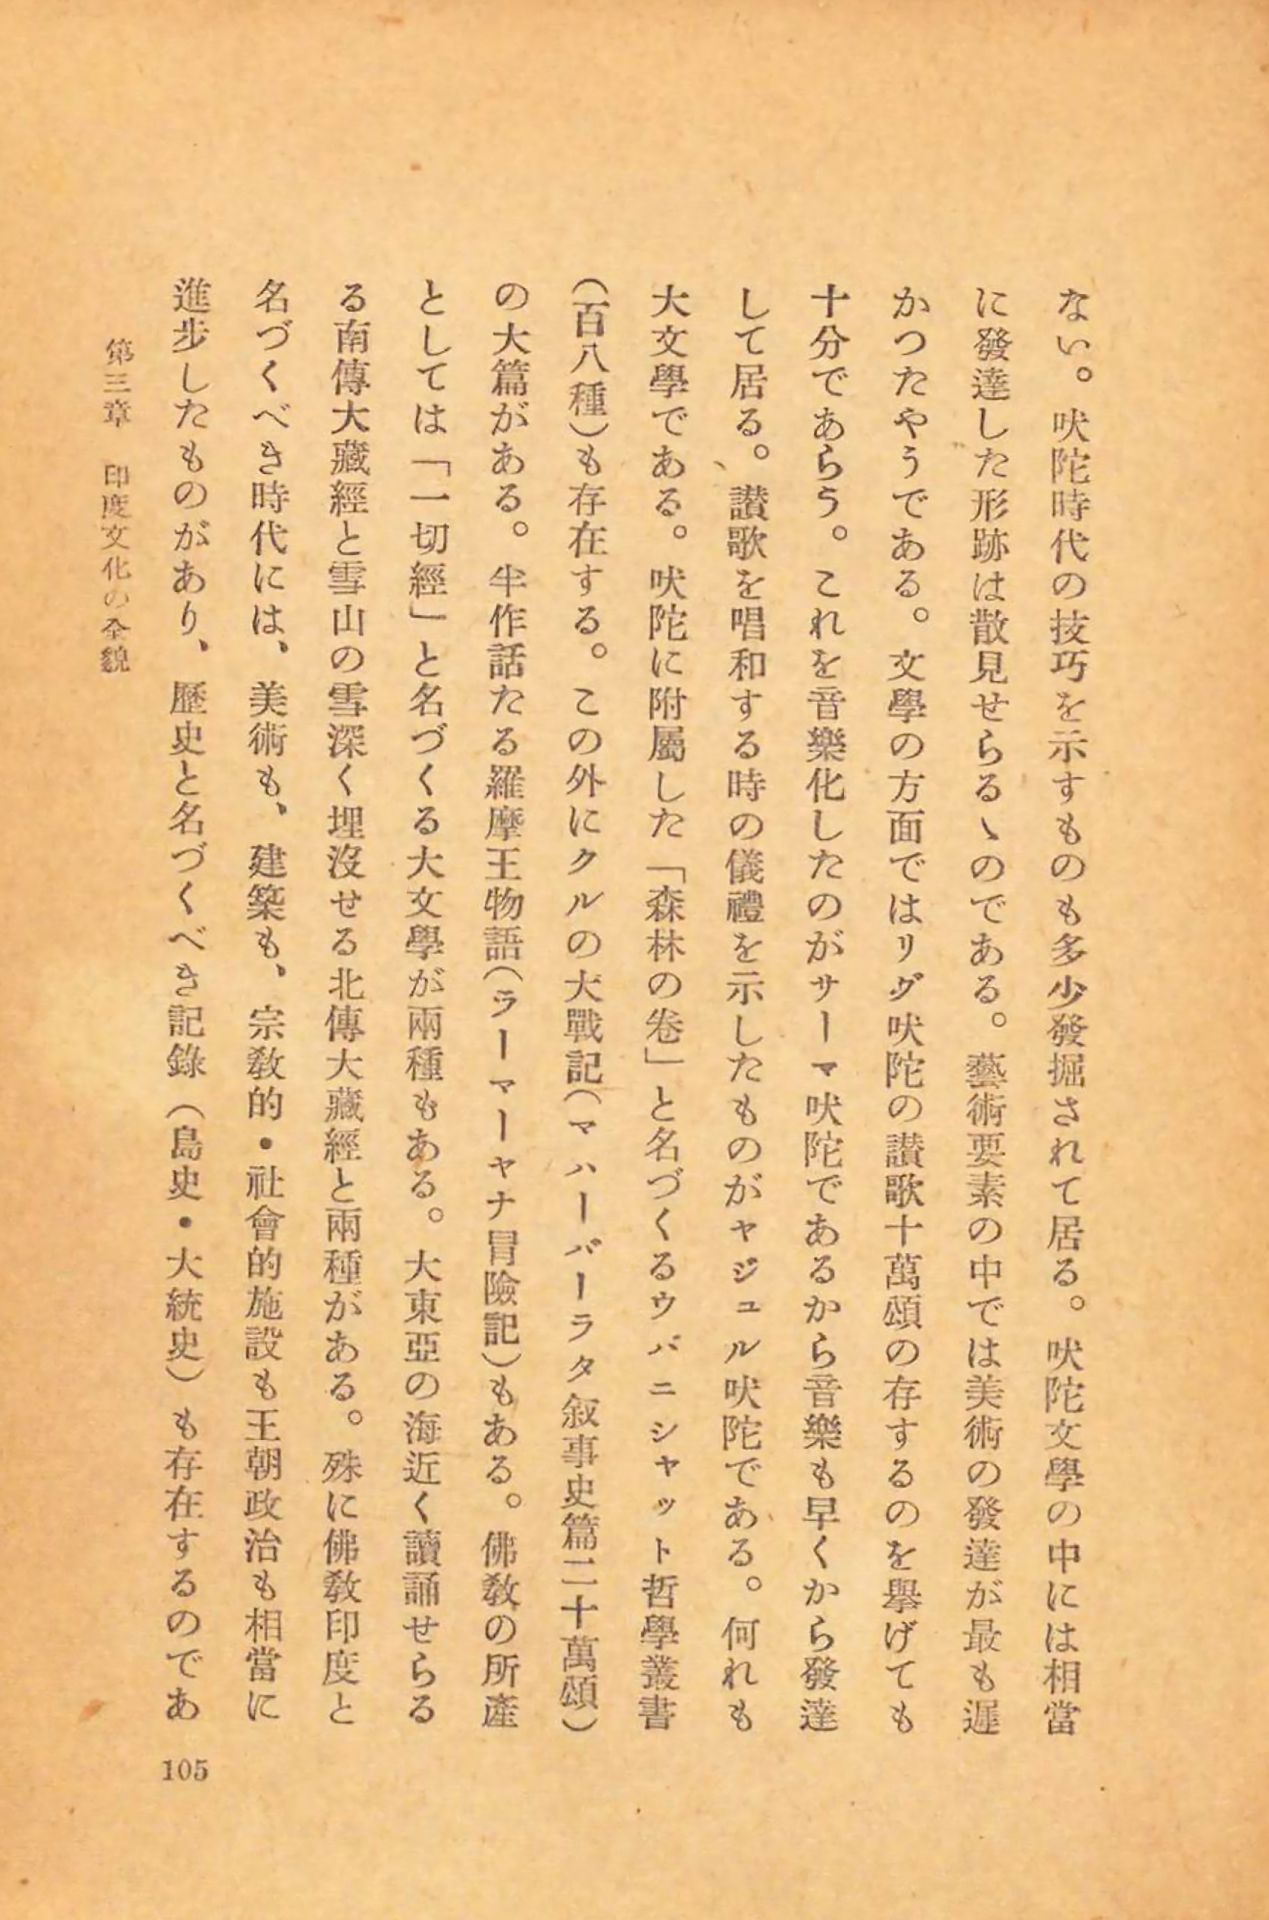 ない。吠陀時代の技巧を示すものも多少發掘されて居る。吠陀文學の中には相當
に發達した形跡は散見せらるゝのである。藝術要素の中では美術の發達が最も遲
かつたやうである。文學の方面ではリグ吠陀の讃歌十萬頌の存するのを擧げても
十分であらう。これを音樂化したのがサーマ吠陀であるから音樂も早くから發達
して居る。讃歌を唱和する時の儀禮を示したものがヤジュル吠陀である。何れも
大文學である。吠陀に附屬した「森林の卷」と名づくるウバニシャット哲學叢書
(百八種)も存在する。この外にクルの大戰記(マハーバーラタ叙事史篇二十萬頌)
の大篇がある。半作話たる羅摩王物語(ラーマーヤナ冒險記)もある。佛敎の所產
としては「一切經」と名づくる大文學が兩種もある。大東亞の海近く讀誦せらる
る南傳大藏經と雪山の雪深く埋沒せる北傳大藏經と兩種がある。殊に佛敎印度と
名づくべき時代には、美術も、建築も、宗敎的・社會的施設も王朝政治も相當に
進步したものがあり、歷史と名づくべき記錄(島史・大統史)も存在するのであ
第三章 印度文化の全貌
105